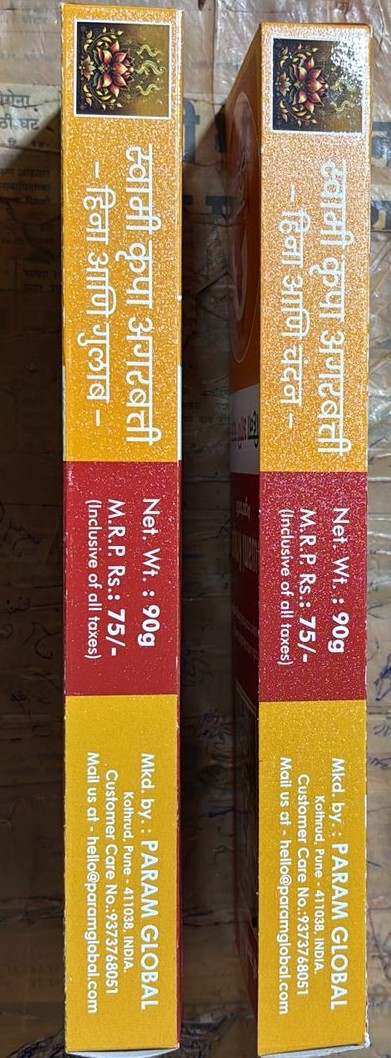 स्वामी कृपा अगरबत्ती
- हिना आणि गुलाब -
Net. Wt. : 90g
M.R.P. Rs.: 75/-
(Inclusive of all taxes)
Mkd. by. : PARAM GLOBAL
Kothrud, Pune - 411038, INDIA.
Customer Care No.:9373768051
Mail us at - hello@paramglobal.com
स्वामी कृपा अगरबत्ती
- हिना आणि चंदन -
Net. Wt. : 90g
M.R.P. Rs.: 75/-
(Inclusive of all taxes)
Mkd. by. : PARAM GLOBAL
Kothrud, Pune - 411038, INDIA.
Customer Care No.:9373768051
Mail us at - hello@paramglobal.com